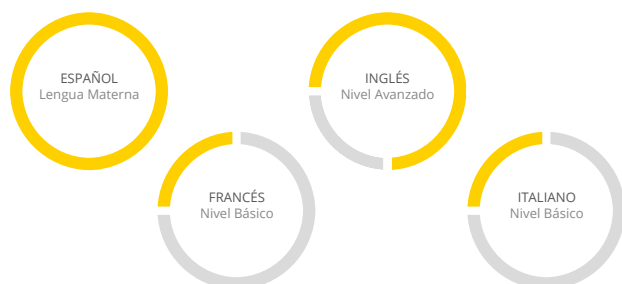 ESPAÑOL
Lengua Materna
INGLÉS
Nivel Avanzado
FRANCÉS
Nivel Básico
ITALIANO
Nivel Básico